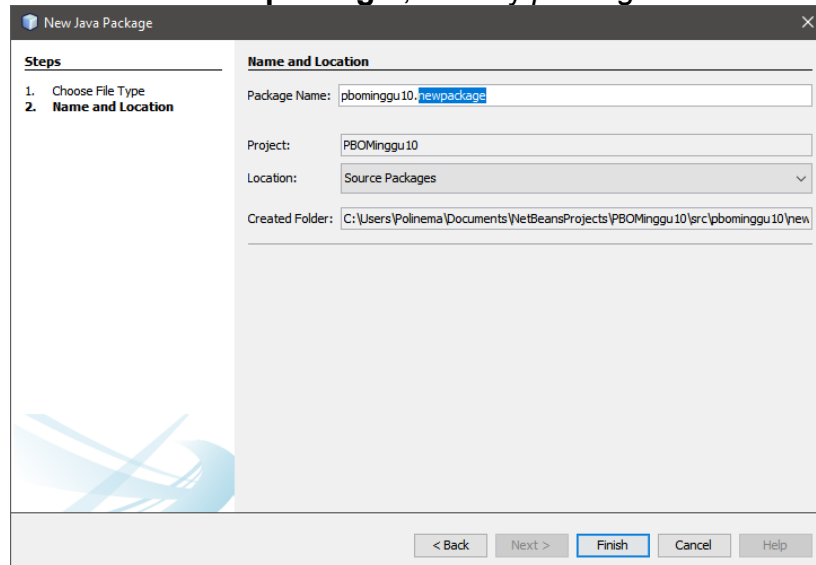 New Java Package
Steps
1. Choose File Type
2. Name and Location
Name and Location
Package Name: pbominggu10.newpackage
Project: PBOMinggu10
Location: Source Packages
Created Folder: C:\Users\Polinema\Documents\NetBeansProjects\PBOMinggu10\src\pbominggu10\new
< Back Next > Finish Cancel Help